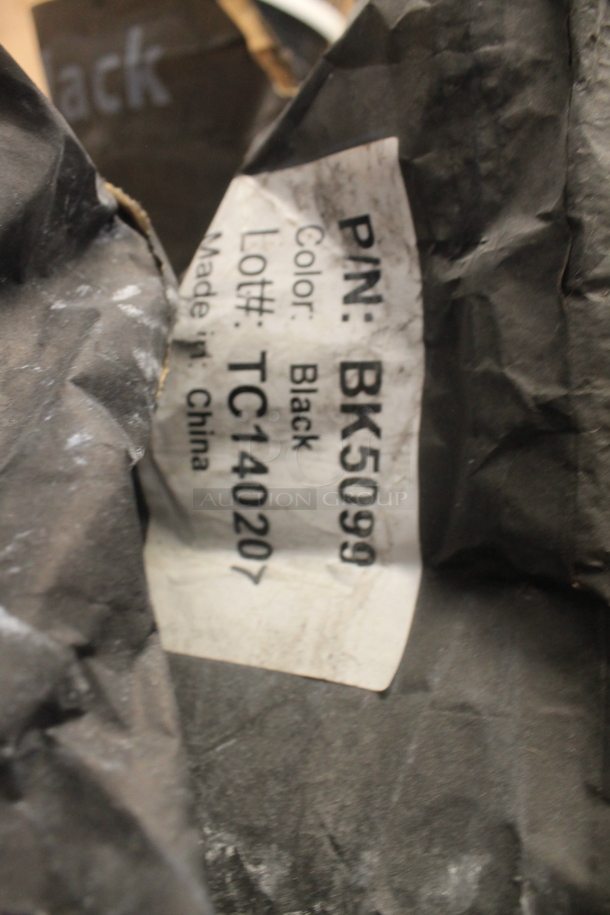 lack
P/N: BK5099
Color: Black
Lot#: TC140207
Made in: China
AUCTION GROUP